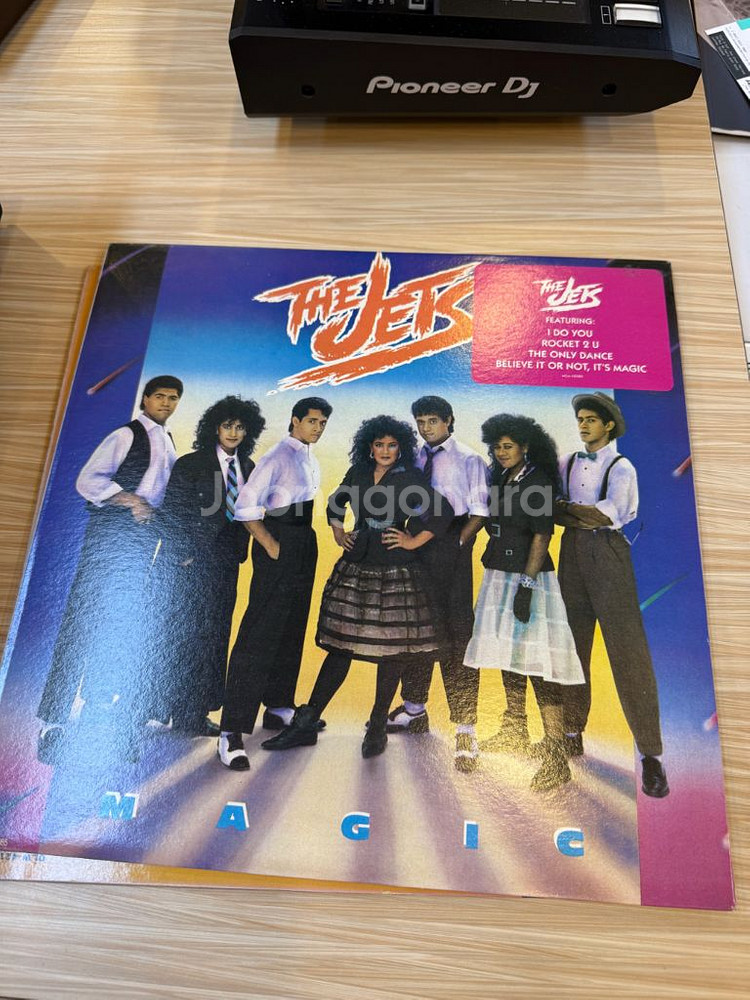 Pioneer Dj
THE JETS
THE JETS
FEATURING:
I DO YOU
ROCKET 2 U
THE ONLY DANCE
BELIEVE IT OR NOT, IT'S MAGIC
Joonggonara
M A G I C